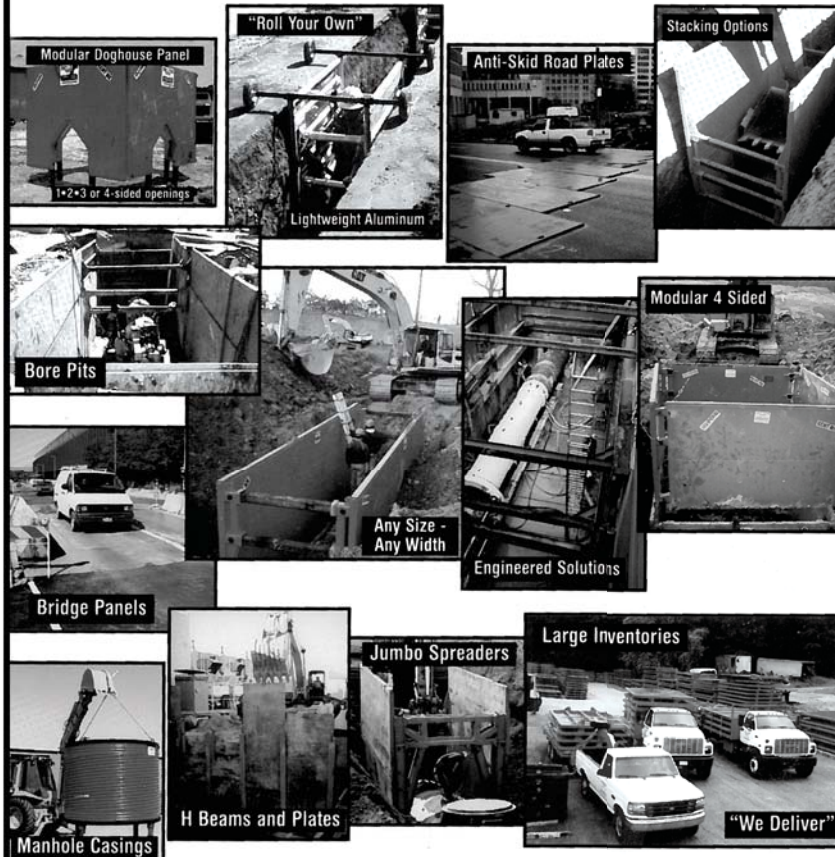 Modular Doghouse Panel
1•2•3 or 4-sided openings
"Roll Your Own"
Lightweight Aluminum
Anti-Skid Road Plates
Stacking Options
Bore Pits
Any Size -
Any Width
Engineered Solutions
Modular 4 Sided
Bridge Panels
Manhole Casings
H Beams and Plates
Jumbo Spreaders
Large Inventories
"We Deliver"